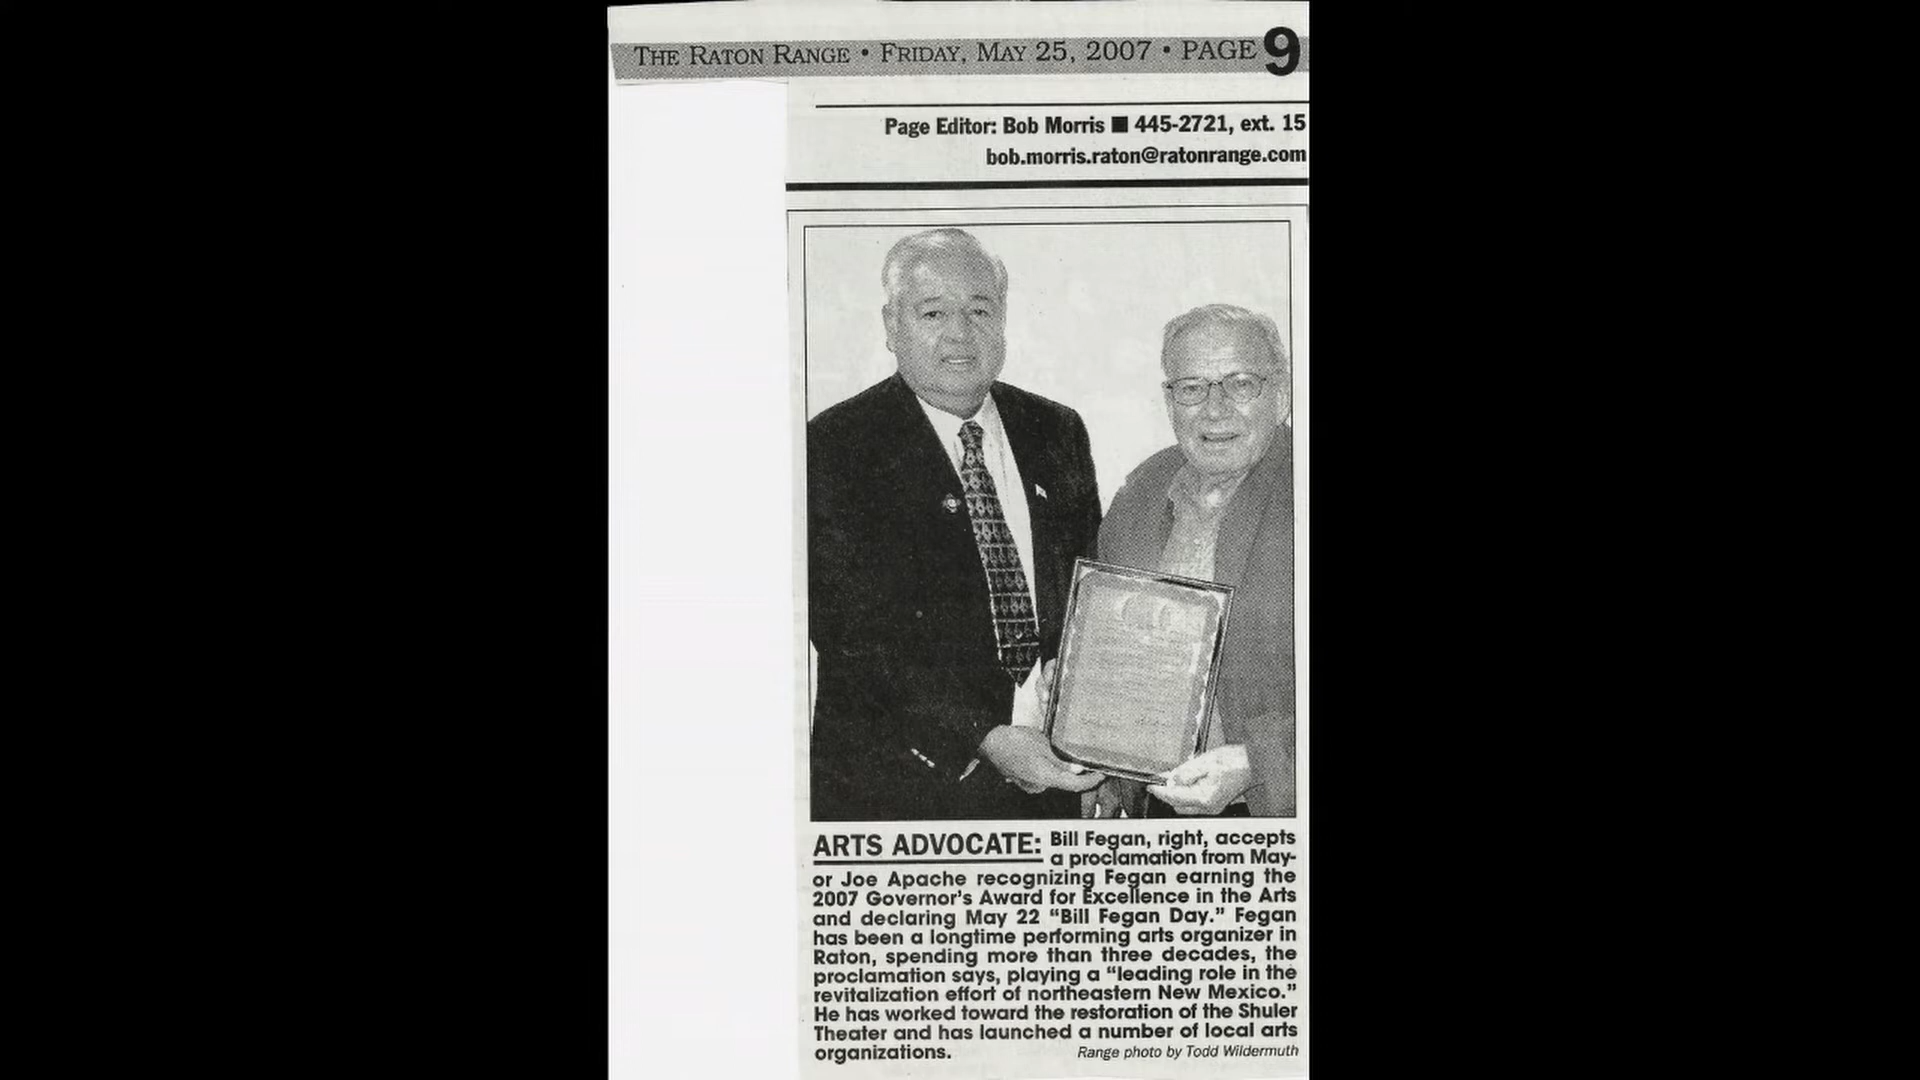 THE RATON RANGE • FRIDAY, MAY 25, 2007 • PAGE 9
Page Editor: Bob Morris ■ 445-2721, ext. 15
bob.morris.raton@ratonrange.com
ARTS ADVOCATE: Bill Fegan, right, accepts
a proclamation from May-
or Joe Apache recognizing Fegan earning the
2007 Governor's Award for Excellence in the Arts
and declaring May 22 “Bill Fegan Day.” Fegan
has been a longtime performing arts organizer in
Raton, spending more than three decades, the
proclamation says, playing a “leading role in the
revitalization effort of northeastern New Mexico.”
He has worked toward the restoration of the Shuler
Theater and has launched a number of local arts
organizations. Range photo by Todd Wildermuth